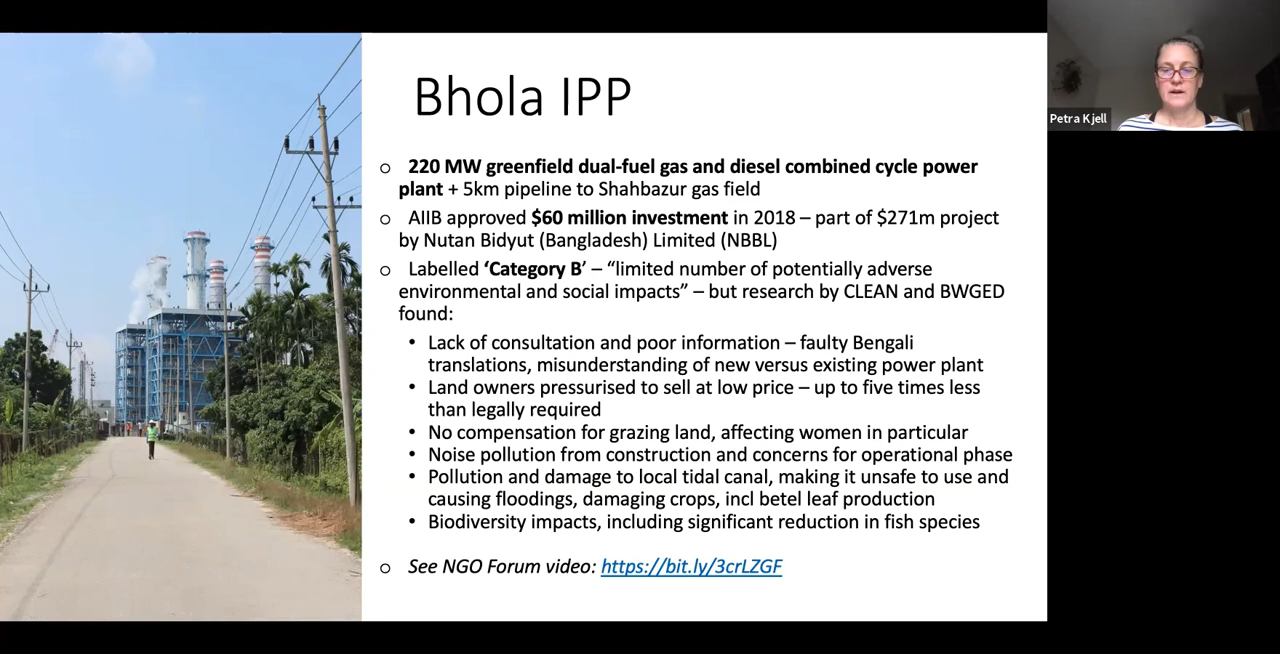 Bhola IPP
Petra Kjell
o 220 MW greenfield dual-fuel gas and diesel combined cycle power
plant + 5km pipeline to Shahbazur gas field
o AIIB approved $60 million investment in 2018 – part of $271m project
by Nutan Bidyut (Bangladesh) Limited (NBBL)
o Labelled ‘Category B’ – “limited number of potentially adverse
environmental and social impacts” – but research by CLEAN and BWGED
found:
• Lack of consultation and poor information – faulty Bengali
translations, misunderstanding of new versus existing power plant
• Land owners pressurised to sell at low price – up to five times less
than legally required
• No compensation for grazing land, affecting women in particular
• Noise pollution from construction and concerns for operational phase
• Pollution and damage to local tidal canal, making it unsafe to use and
causing floodings, damaging crops, incl betel leaf production
• Biodiversity impacts, including significant reduction in fish species
o See NGO Forum video: https://bit.ly/3crLZGF